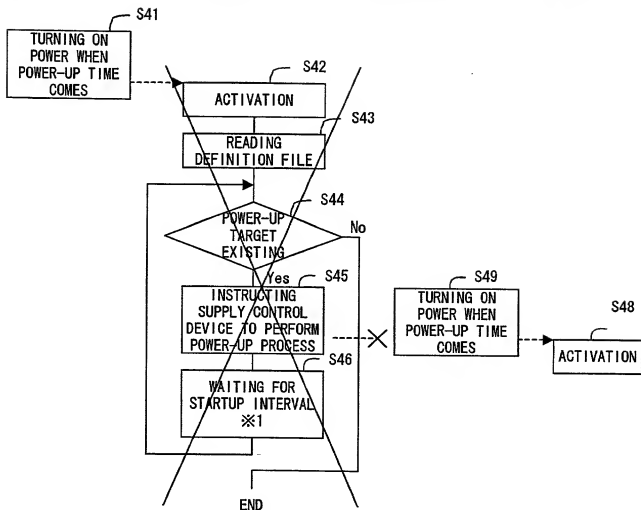 S41
TURNING ON
POWER WHEN
POWER-UP TIME
COMES
S42
ACTIVATION
S43
READING
DEFINITION FILE
S44
POWER-UP
TARGET
EXISTING
No
Yes
S45
INSTRUCTING
SUPPLY CONTROL
DEVICE TO PERFORM
POWER-UP PROCESS
S49
TURNING ON
POWER WHEN
POWER-UP TIME
COMES
S48
ACTIVATION
S46
WAITING FOR
STARTUP INTERVAL
※1
END